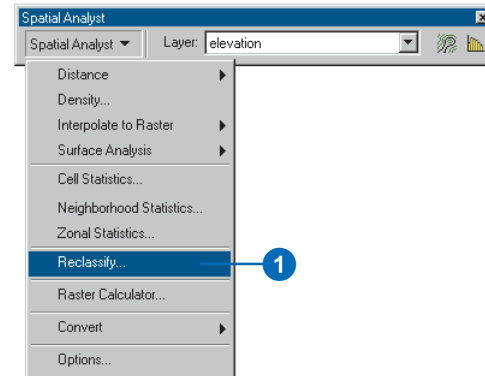 Spatial Analyst
Spatial Analyst Layer: elevation
Distance
Density...
Interpolate to Raster
Surface Analysis
Cell Statistics...
Neighborhood Statistics...
Zonal Statistics...
Reclassify... 1
Raster Calculator...
Convert
Options...